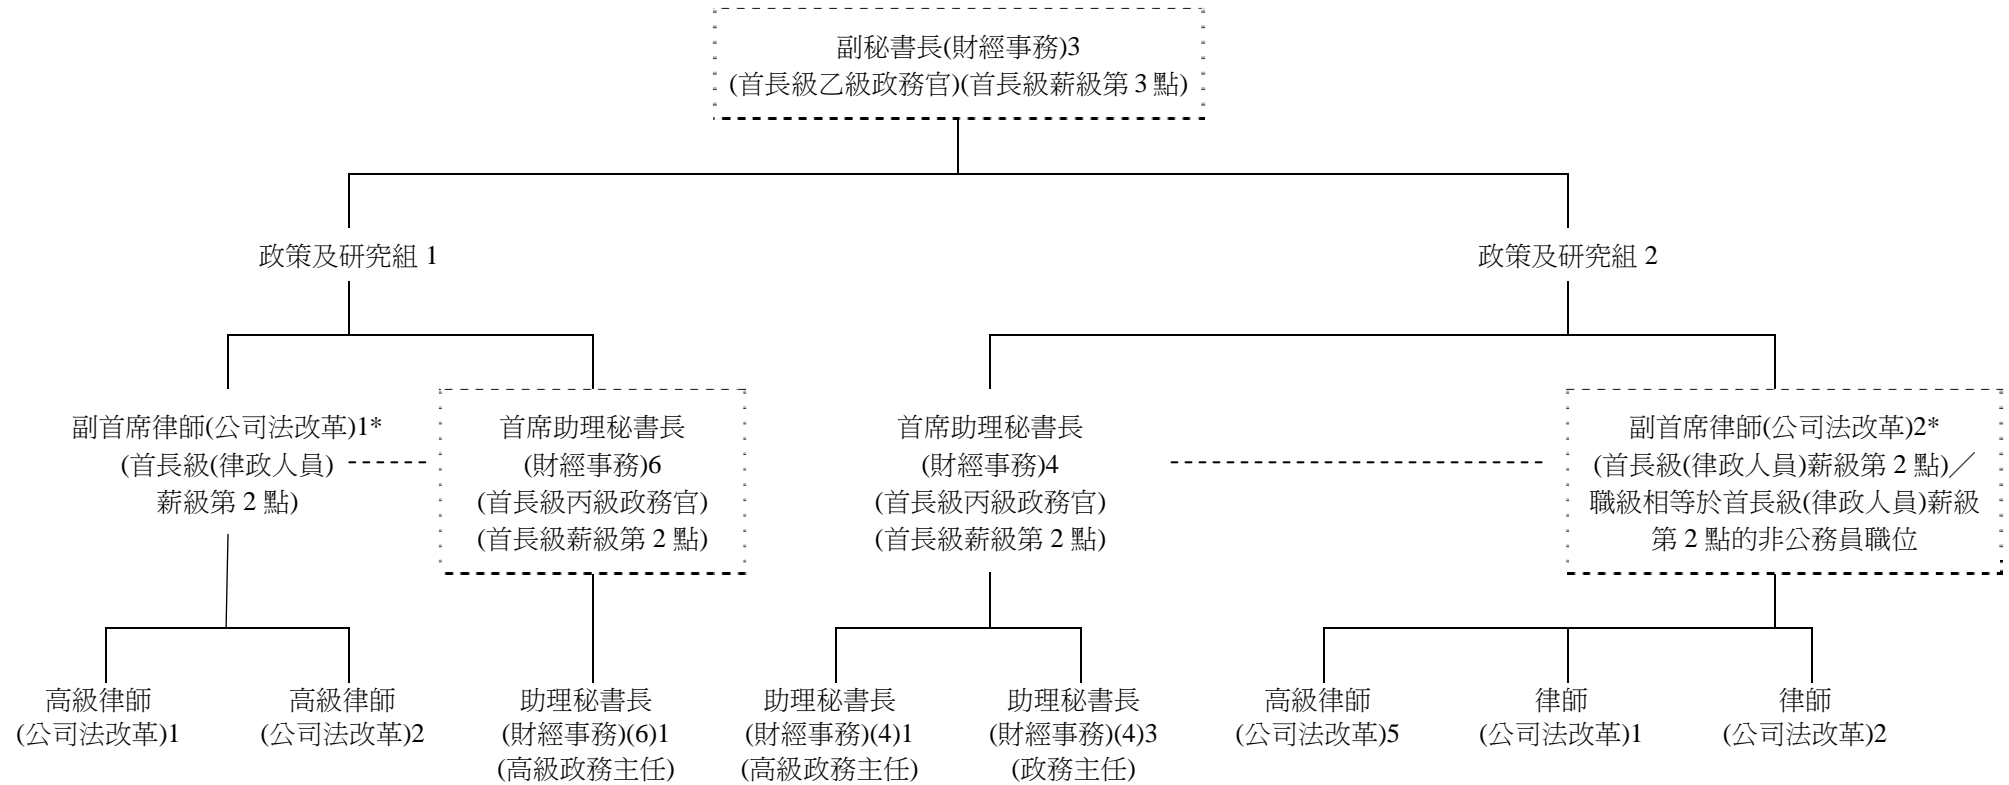 副秘書長(財經事務)3
(首長級乙級政務官)(首長級薪級第 3 點)
政策及研究組 1
政策及研究組 2
副首席律師(公司法改革)1*
(首長級(律政人員)
薪級第 2 點)
首席助理秘書長
(財經事務)6
(首長級丙級政務官)
(首長級薪級第 2 點)
首席助理秘書長
(財經事務)4
(首長級丙級政務官)
(首長級薪級第 2 點)
副首席律師(公司法改革)2*
(首長級(律政人員)薪級第 2 點)／
職級相等於首長級(律政人員)薪級
第 2 點的非公務員職位
高級律師
(公司法改革)1
高級律師
(公司法改革)2
助理秘書長
(財經事務)(6)1
(高級政務主任)
助理秘書長
(財經事務)(4)1
(高級政務主任)
助理秘書長
(財經事務)(4)3
(政務主任)
高級律師
(公司法改革)5
律師
(公司法改革)1
律師
(公司法改革)2